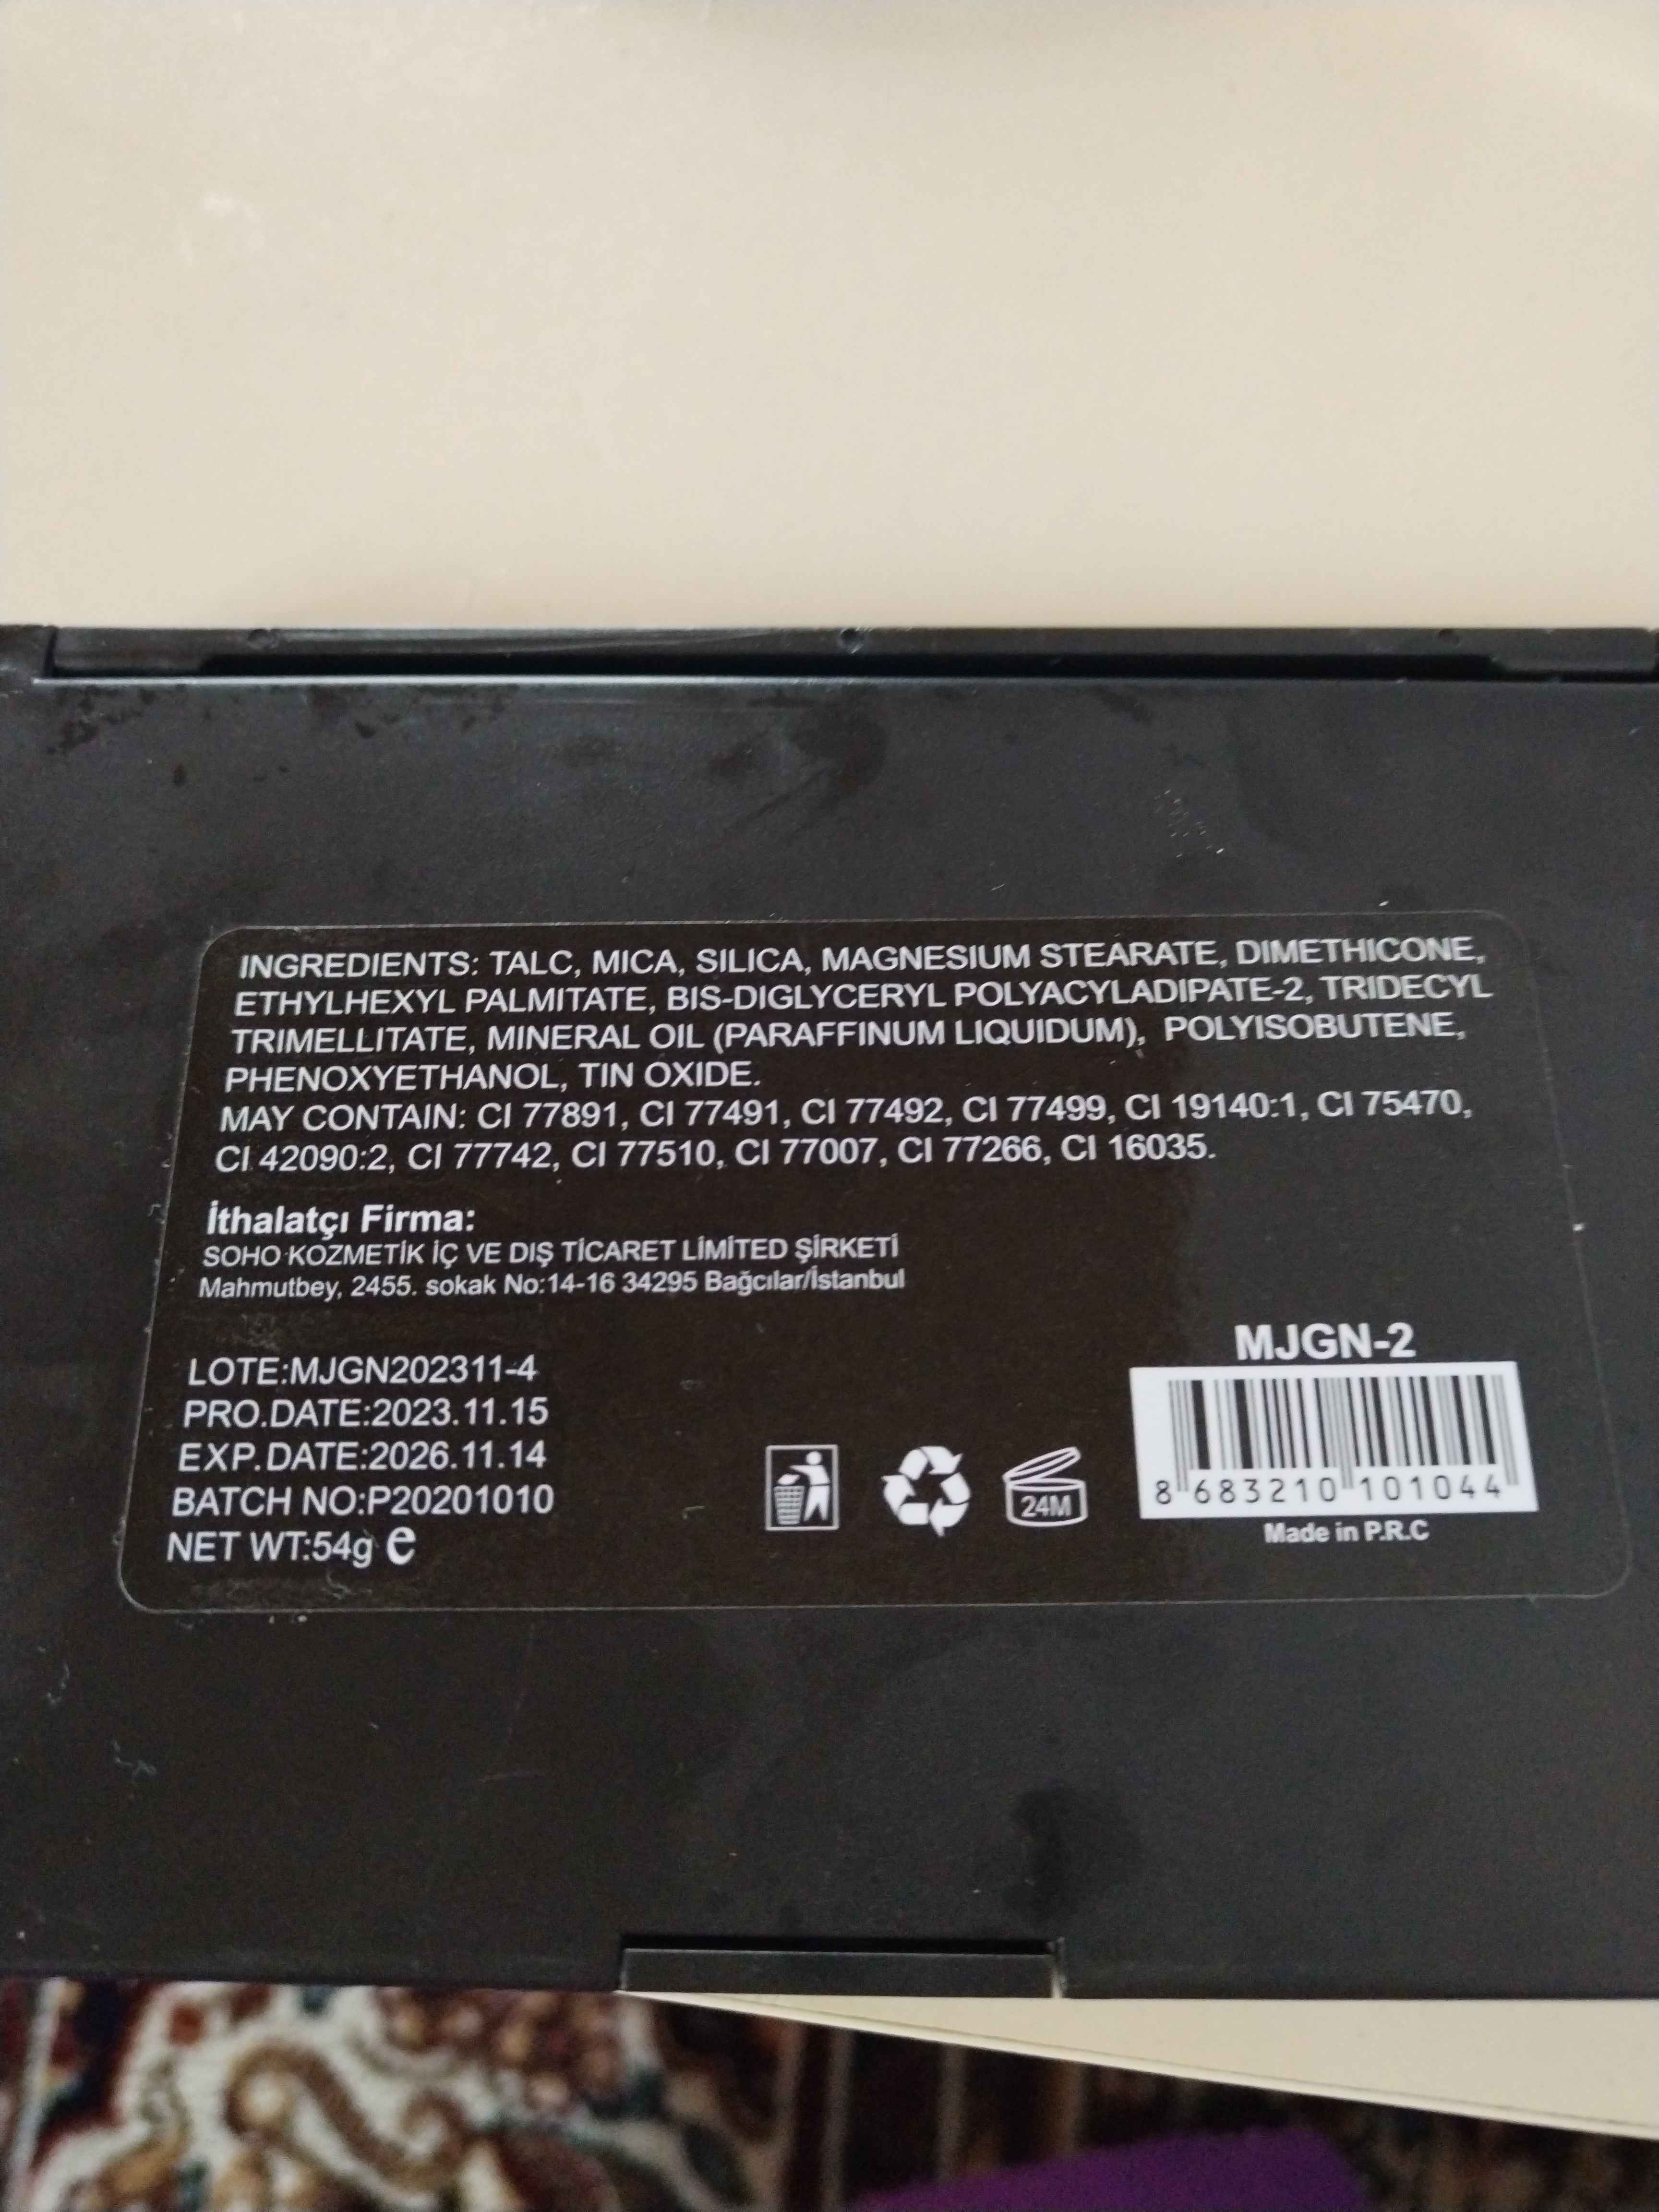 INGREDIENTS: TALC, MICA, SILICA, MAGNESIUM STEARATE, DIMETHICONE,
ETHYLHEXYL PALMITATE, BIS-DIGLYCERYL POLYACYLADIPATE-2, TRIDECYL
TRIMELLITATE, MINERAL OIL (PARAFFINUM LIQUIDUM), POLYISOBUTENE,
PHENOXYETHANOL, TIN OXIDE.
MAY CONTAIN: CI 77891, CI 77491, CI 77492, CI 77499, CI 19140:1, CI 75470,
CI 42090:2, CI 77742, CI 77510, CI 77007, CI 77266, CI 16035.
İthalatçı Firma:
SOHO KOZMETİK İÇ VE DIŞ TİCARET LİMİTED ŞİRKETİ
Mahmutbey, 2455. sokak No:14-16 34295 Bağcılar/İstanbul
LOTE:MJGN202311-4
PRO.DATE:2023.11.15
EXP.DATE:2026.11.14
BATCH NO:P20201010
NET WT:54g e
24M
MJGN-2
8 683210 101044
Made in P.R.C